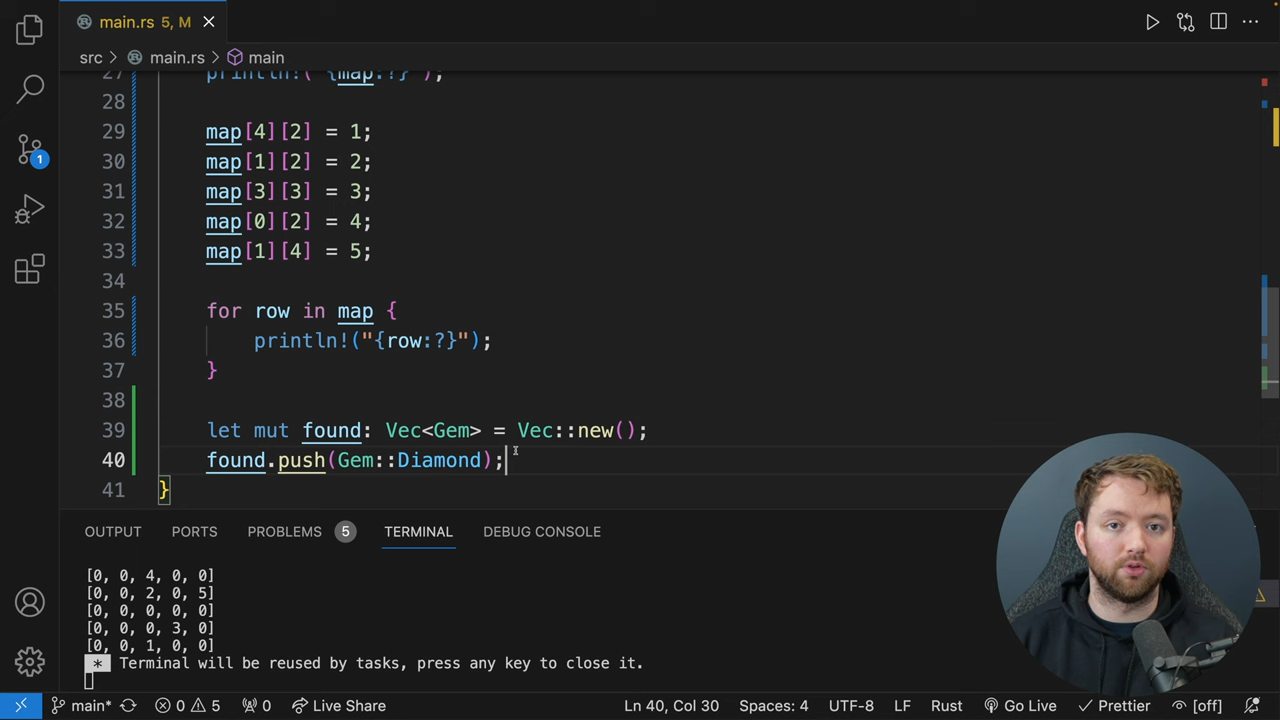 main.rs 5, M
src > main.rs > main
27 println!("{map:?}");
28
29 map[4][2] = 1;
30 map[1][2] = 2;
31 map[3][3] = 3;
32 map[0][2] = 4;
33 map[1][4] = 5;
34
35 for row in map {
36 println!("{row:?}");
37 }
38
39 let mut found: Vec<Gem> = Vec::new();
40 found.push(Gem::Diamond);
41 }
1
OUTPUT PORTS PROBLEMS 5 TERMINAL DEBUG CONSOLE
[0, 0, 4, 0, 0]
[0, 0, 2, 0, 5]
[0, 0, 0, 0, 0]
[0, 0, 0, 3, 0]
[0, 0, 1, 0, 0]
* Terminal will be reused by tasks, press any key to close it.
main* 0 5 0 Live Share Ln 40, Col 30 Spaces: 4 UTF-8 LF Rust Go Live Prettier [off]